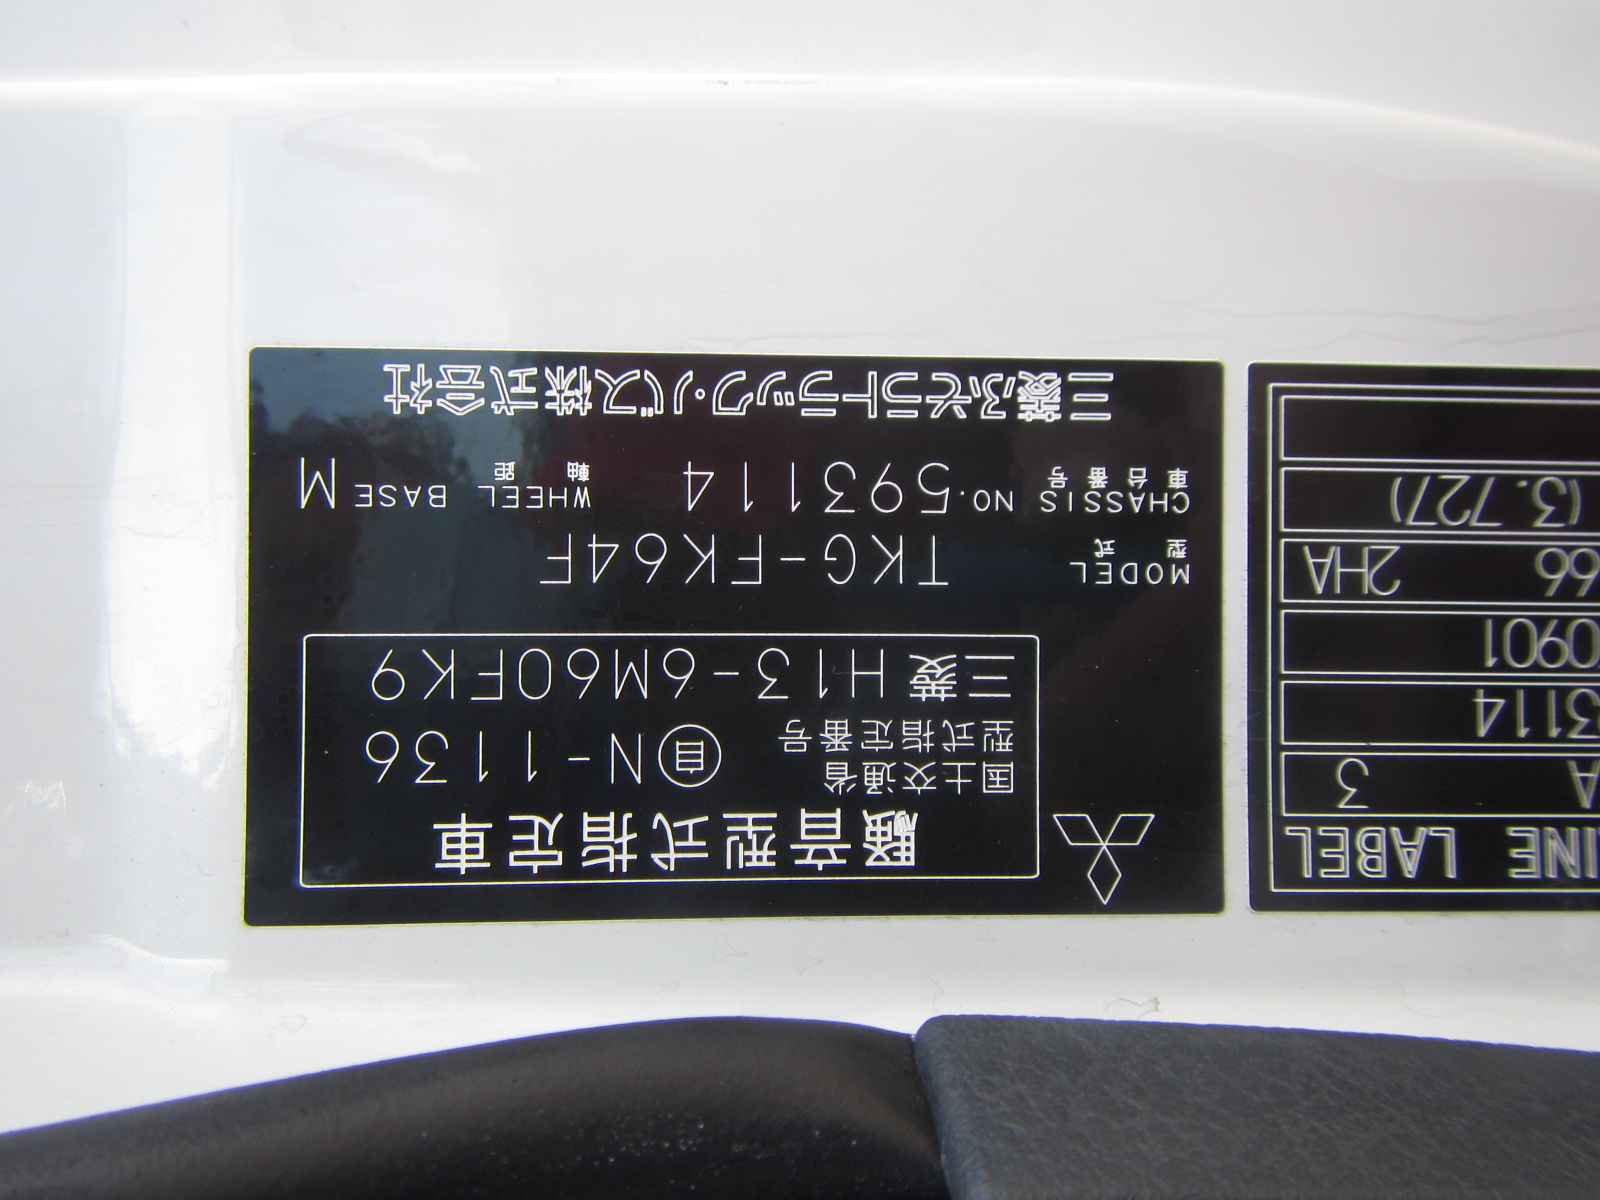 INE LABEL
A 3
3114
0901
66 2HA
(3.727)
騒音型式指定車
国土交通省
型式指定番号 自N-1136
三菱 H13-6M60FK9
型式
MODEL TKG-FK64F
車台番号 軸距
CHASSIS NO. 593114 WHEEL BASE M
三菱ふそうトラック・バス株式会社